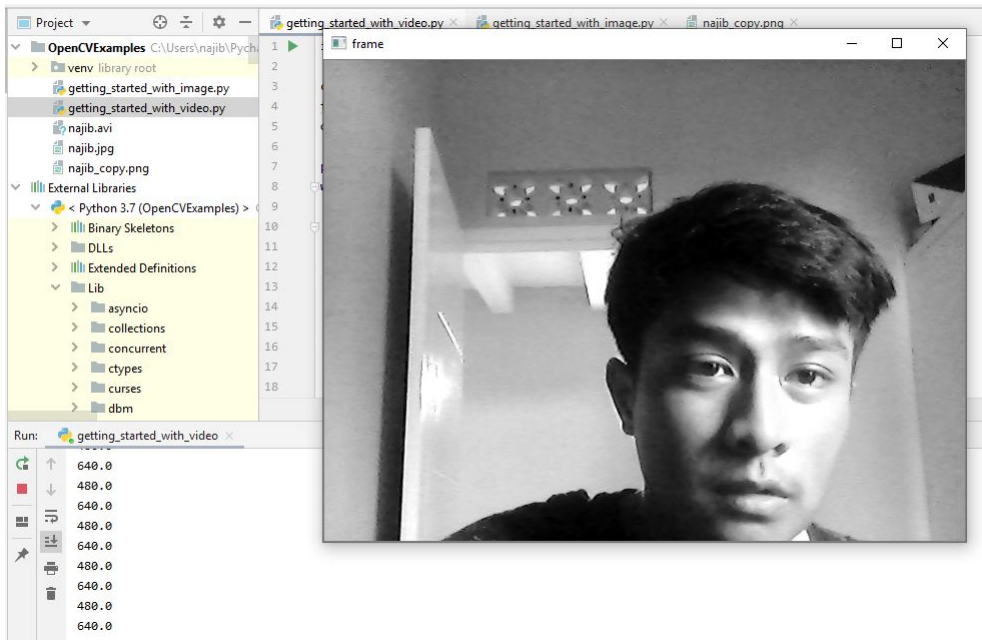 Project
getting_started_with_video.py
getting_started_with_image.py
najib_copy.png
frame
OpenCVExamples C:\Users\najib\Pycha
venv library root
getting_started_with_image.py
getting_started_with_video.py
najib.avi
najib.jpg
najib_copy.png
External Libraries
< Python 3.7 (OpenCVExamples) >
Binary Skeletons
DLLs
Extended Definitions
Lib
asyncio
collections
concurrent
ctypes
curses
dbm
1
2
3
4
5
6
7
8
9
10
11
12
13
14
15
16
17
18
Run: getting_started_with_video
640.0
480.0
640.0
480.0
640.0
480.0
640.0
480.0
640.0